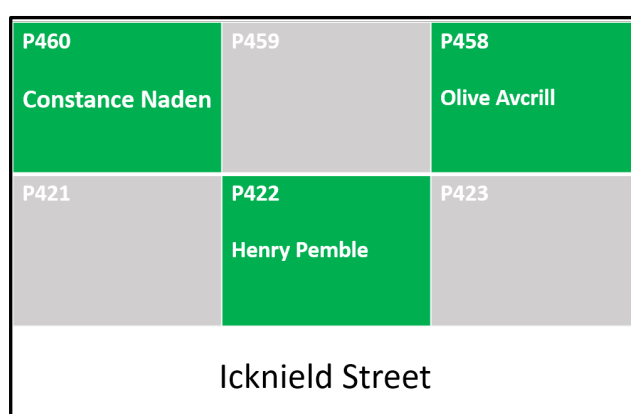 P460
Constance Naden
P459
P458
Olive Avcrill
P421
P422
Henry Pemble
P423
Icknield Street